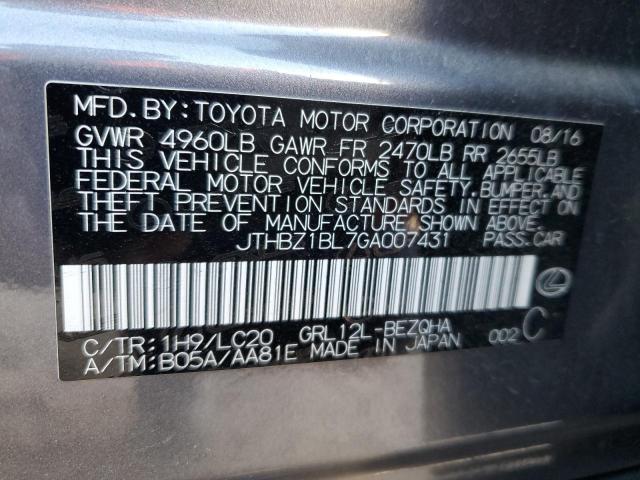 MFD.BY:TOYOTA MOTOR CORPORATION 08/16
GVWR 4960LB GAWR FR 2470LB RR 2655LB
THIS VEHICLE CONFORMS TO ALL APPLICABLE
FEDERAL MOTOR VEHICLE SAFETY, BUMPER, AND
THEFT PREVENTION STANDARDS IN EFFECT ON
THE DATE OF MANUFACTURE SHOWN ABOVE.
JTHBZ1BL7GA007431 PASS.CAR
C/TR:1H9/LC20 GRL12L-BEZQHA
A/TM:B05A/AA81E MADE IN JAPAN 002 C